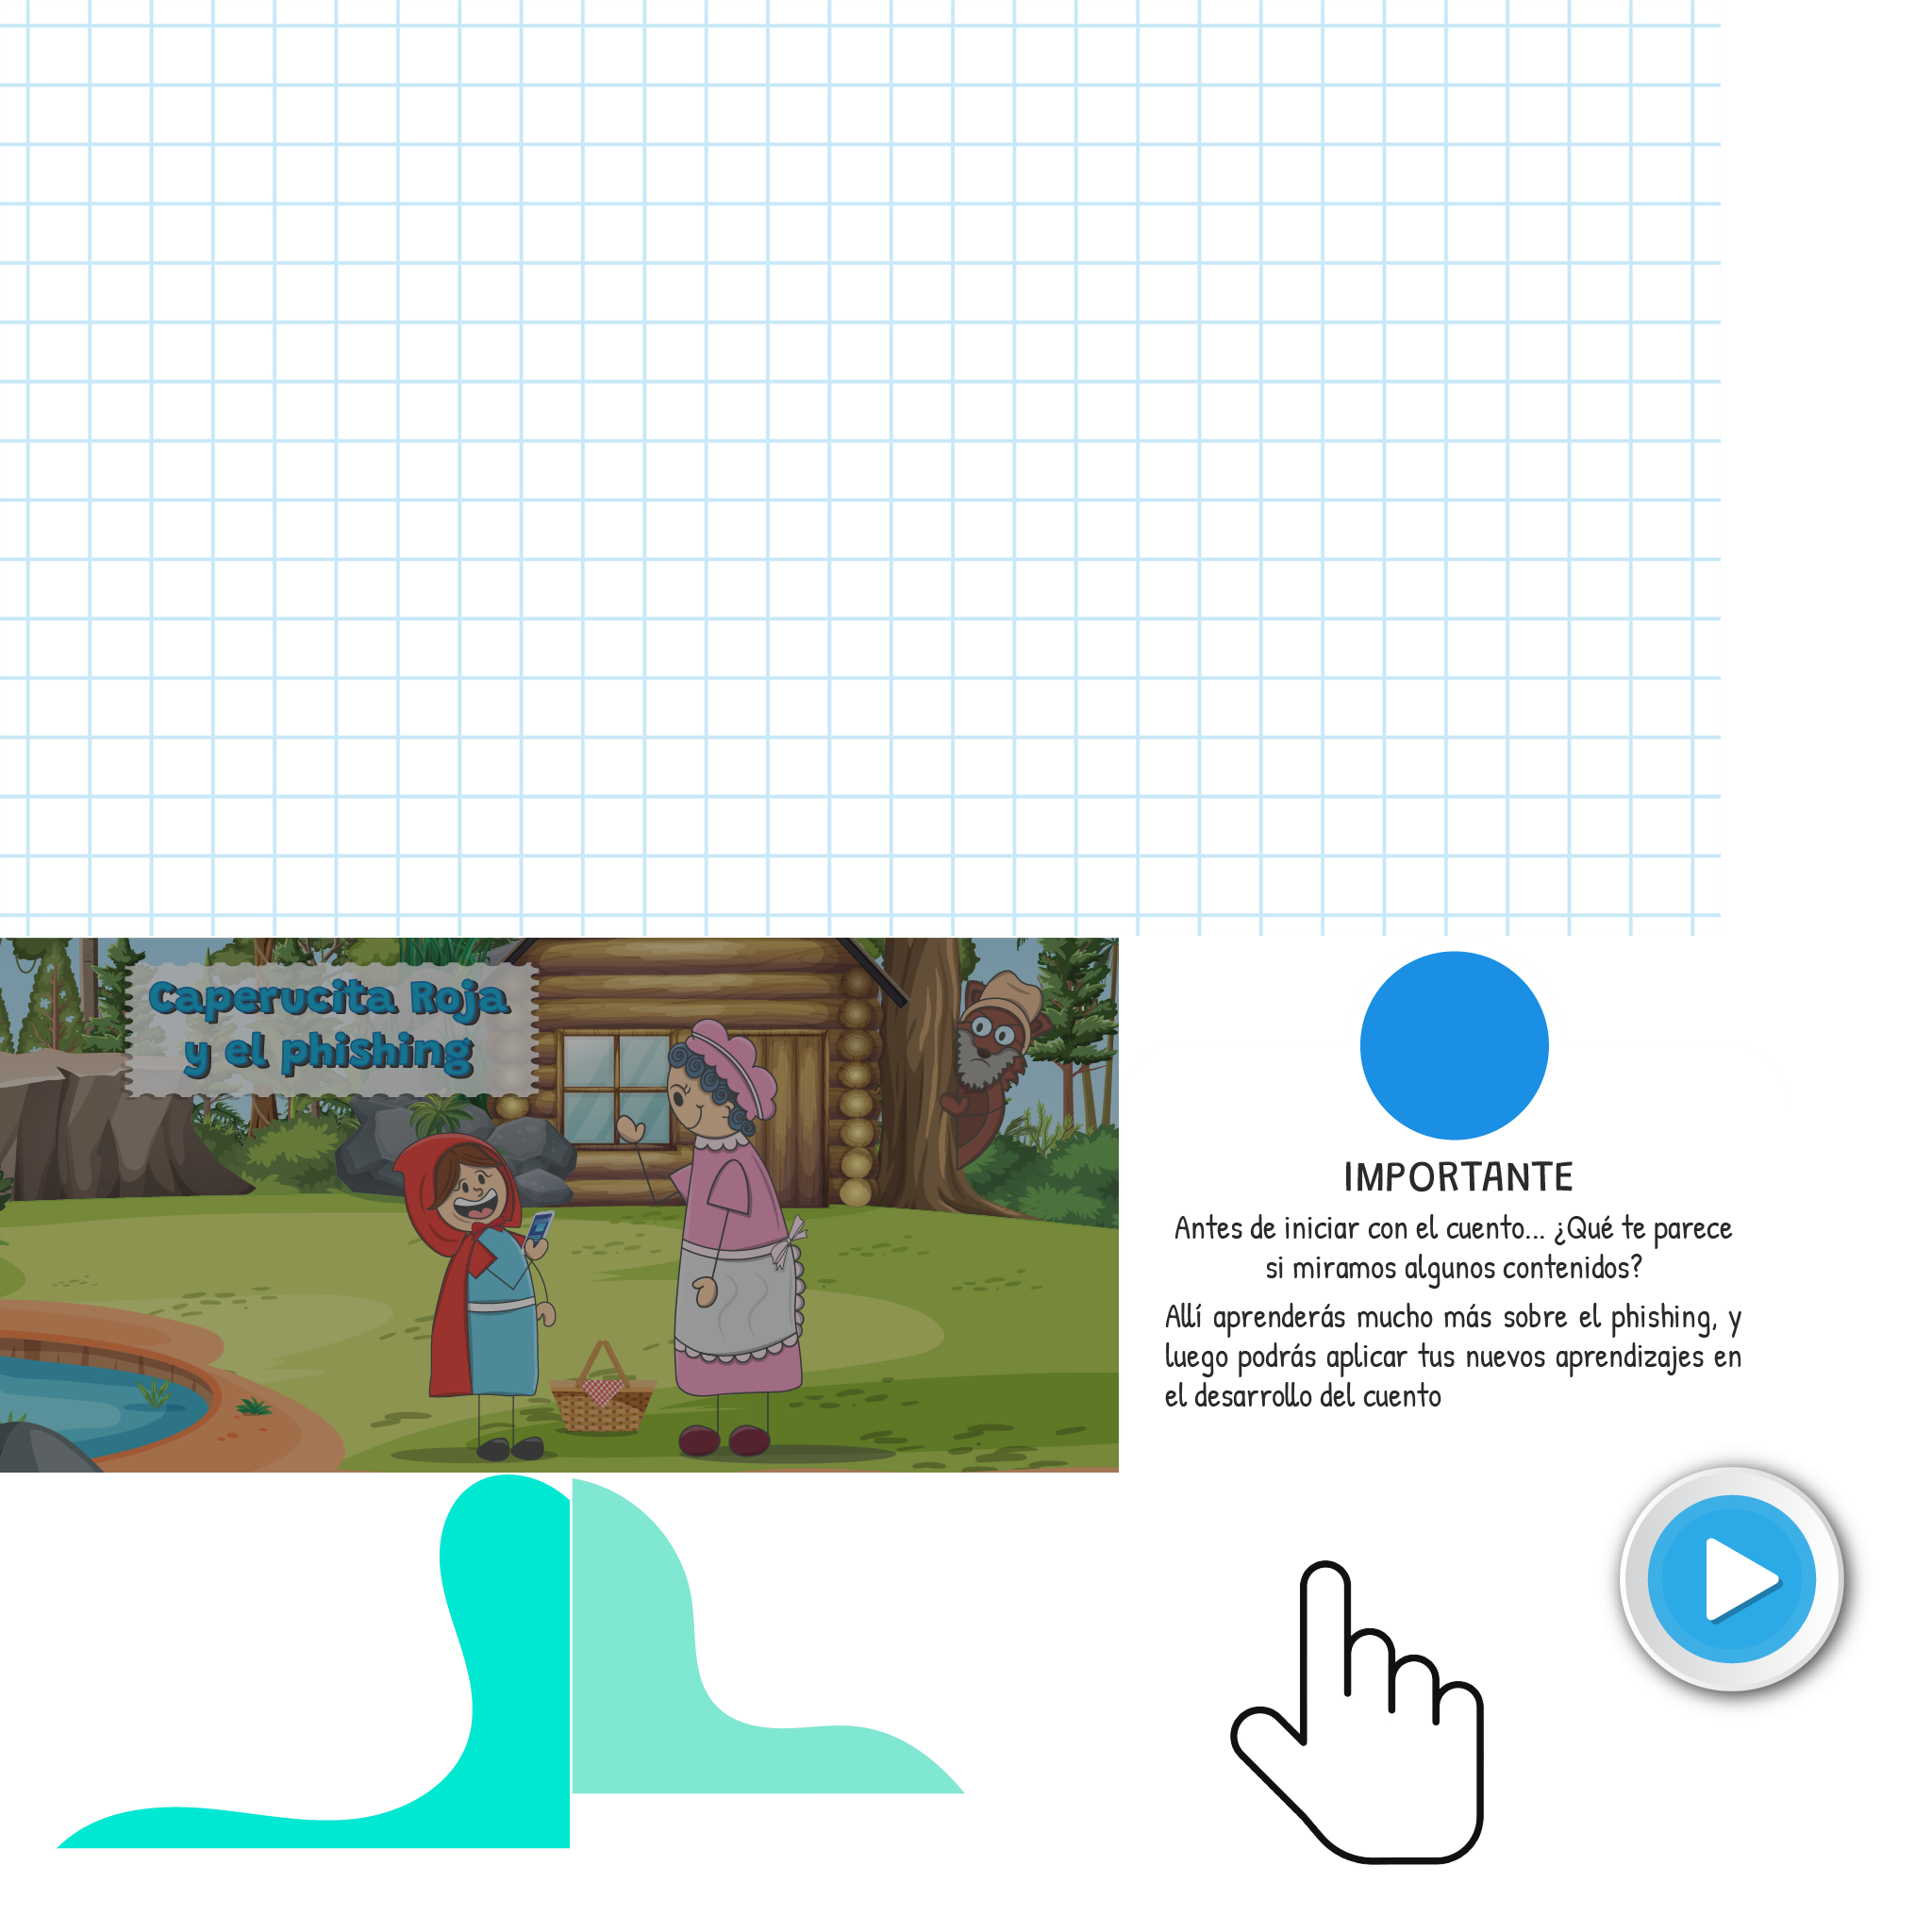 Caperucita Roja
y el phishing
IMPORTANTE
Antes de iniciar con el cuento... ¿Qué te parece
si miramos algunos contenidos?
Allí aprenderás mucho más sobre el phishing, y
luego podrás aplicar tus nuevos aprendizajes en
el desarrollo del cuento